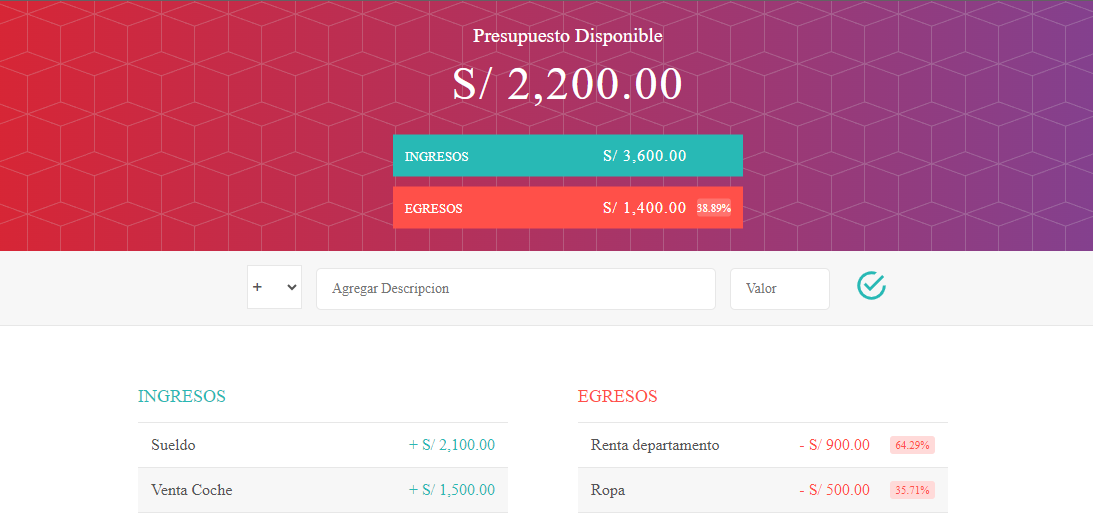 Presupuesto Disponible
S/ 2,200.00
INGRESOS S/ 3,600.00
EGRESOS S/ 1,400.00 38.89%
+ Agregar Descripcion Valor
INGRESOS
Sueldo + S/ 2,100.00
Venta Coche + S/ 1,500.00
EGRESOS
Renta departamento - S/ 900.00 64.29%
Ropa - S/ 500.00 35.71%